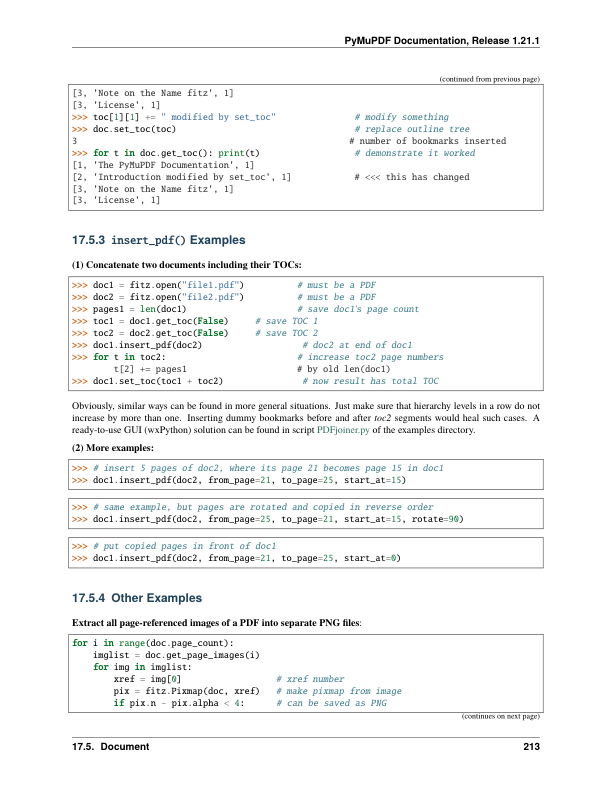 PyMuPDF Documentation, Release 1.21.1
(continued from previous page)
[3, 'Note on the Name fitz', 1]
[3, 'License', 1]
>>> toc[1][1] += " modified by set_toc" # modify something
>>> doc.set_toc(toc) # replace outline tree
3 # number of bookmarks inserted
>>> for t in doc.get_toc(): print(t) # demonstrate it worked
[1, 'The PyMuPDF Documentation', 1]
[2, 'Introduction modified by set_toc', 1] # <<< this has changed
[3, 'Note on the Name fitz', 1]
[3, 'License', 1]
17.5.3 insert_pdf() Examples
(1) Concatenate two documents including their TOCs:
>>> doc1 = fitz.open("file1.pdf") # must be a PDF
>>> doc2 = fitz.open("file2.pdf") # must be a PDF
>>> pages1 = len(doc1) # save doc1's page count
>>> toc1 = doc1.get_toc(False) # save TOC 1
>>> toc2 = doc2.get_toc(False) # save TOC 2
>>> doc1.insert_pdf(doc2) # doc2 at end of doc1
>>> for t in toc2: # increase toc2 page numbers
t[2] += pages1 # by old len(doc1)
>>> doc1.set_toc(toc1 + toc2) # now result has total TOC
Obviously, similar ways can be found in more general situations. Just make sure that hierarchy levels in a row do not
increase by more than one. Inserting dummy bookmarks before and after toc2 segments would heal such cases. A
ready-to-use GUI (wxPython) solution can be found in script PDFjoiner.py of the examples directory.
(2) More examples:
>>> # insert 5 pages of doc2, where its page 21 becomes page 15 in doc1
>>> doc1.insert_pdf(doc2, from_page=21, to_page=25, start_at=15)
>>> # same example, but pages are rotated and copied in reverse order
>>> doc1.insert_pdf(doc2, from_page=25, to_page=21, start_at=15, rotate=90)
>>> # put copied pages in front of doc1
>>> doc1.insert_pdf(doc2, from_page=21, to_page=25, start_at=0)
17.5.4 Other Examples
Extract all page-referenced images of a PDF into separate PNG files:
for i in range(doc.page_count):
imglist = doc.get_page_images(i)
for img in imglist:
xref = img[0] # xref number
pix = fitz.Pixmap(doc, xref) # make pixmap from image
if pix.n - pix.alpha < 4: # can be saved as PNG
(continues on next page)
17.5. Document 213